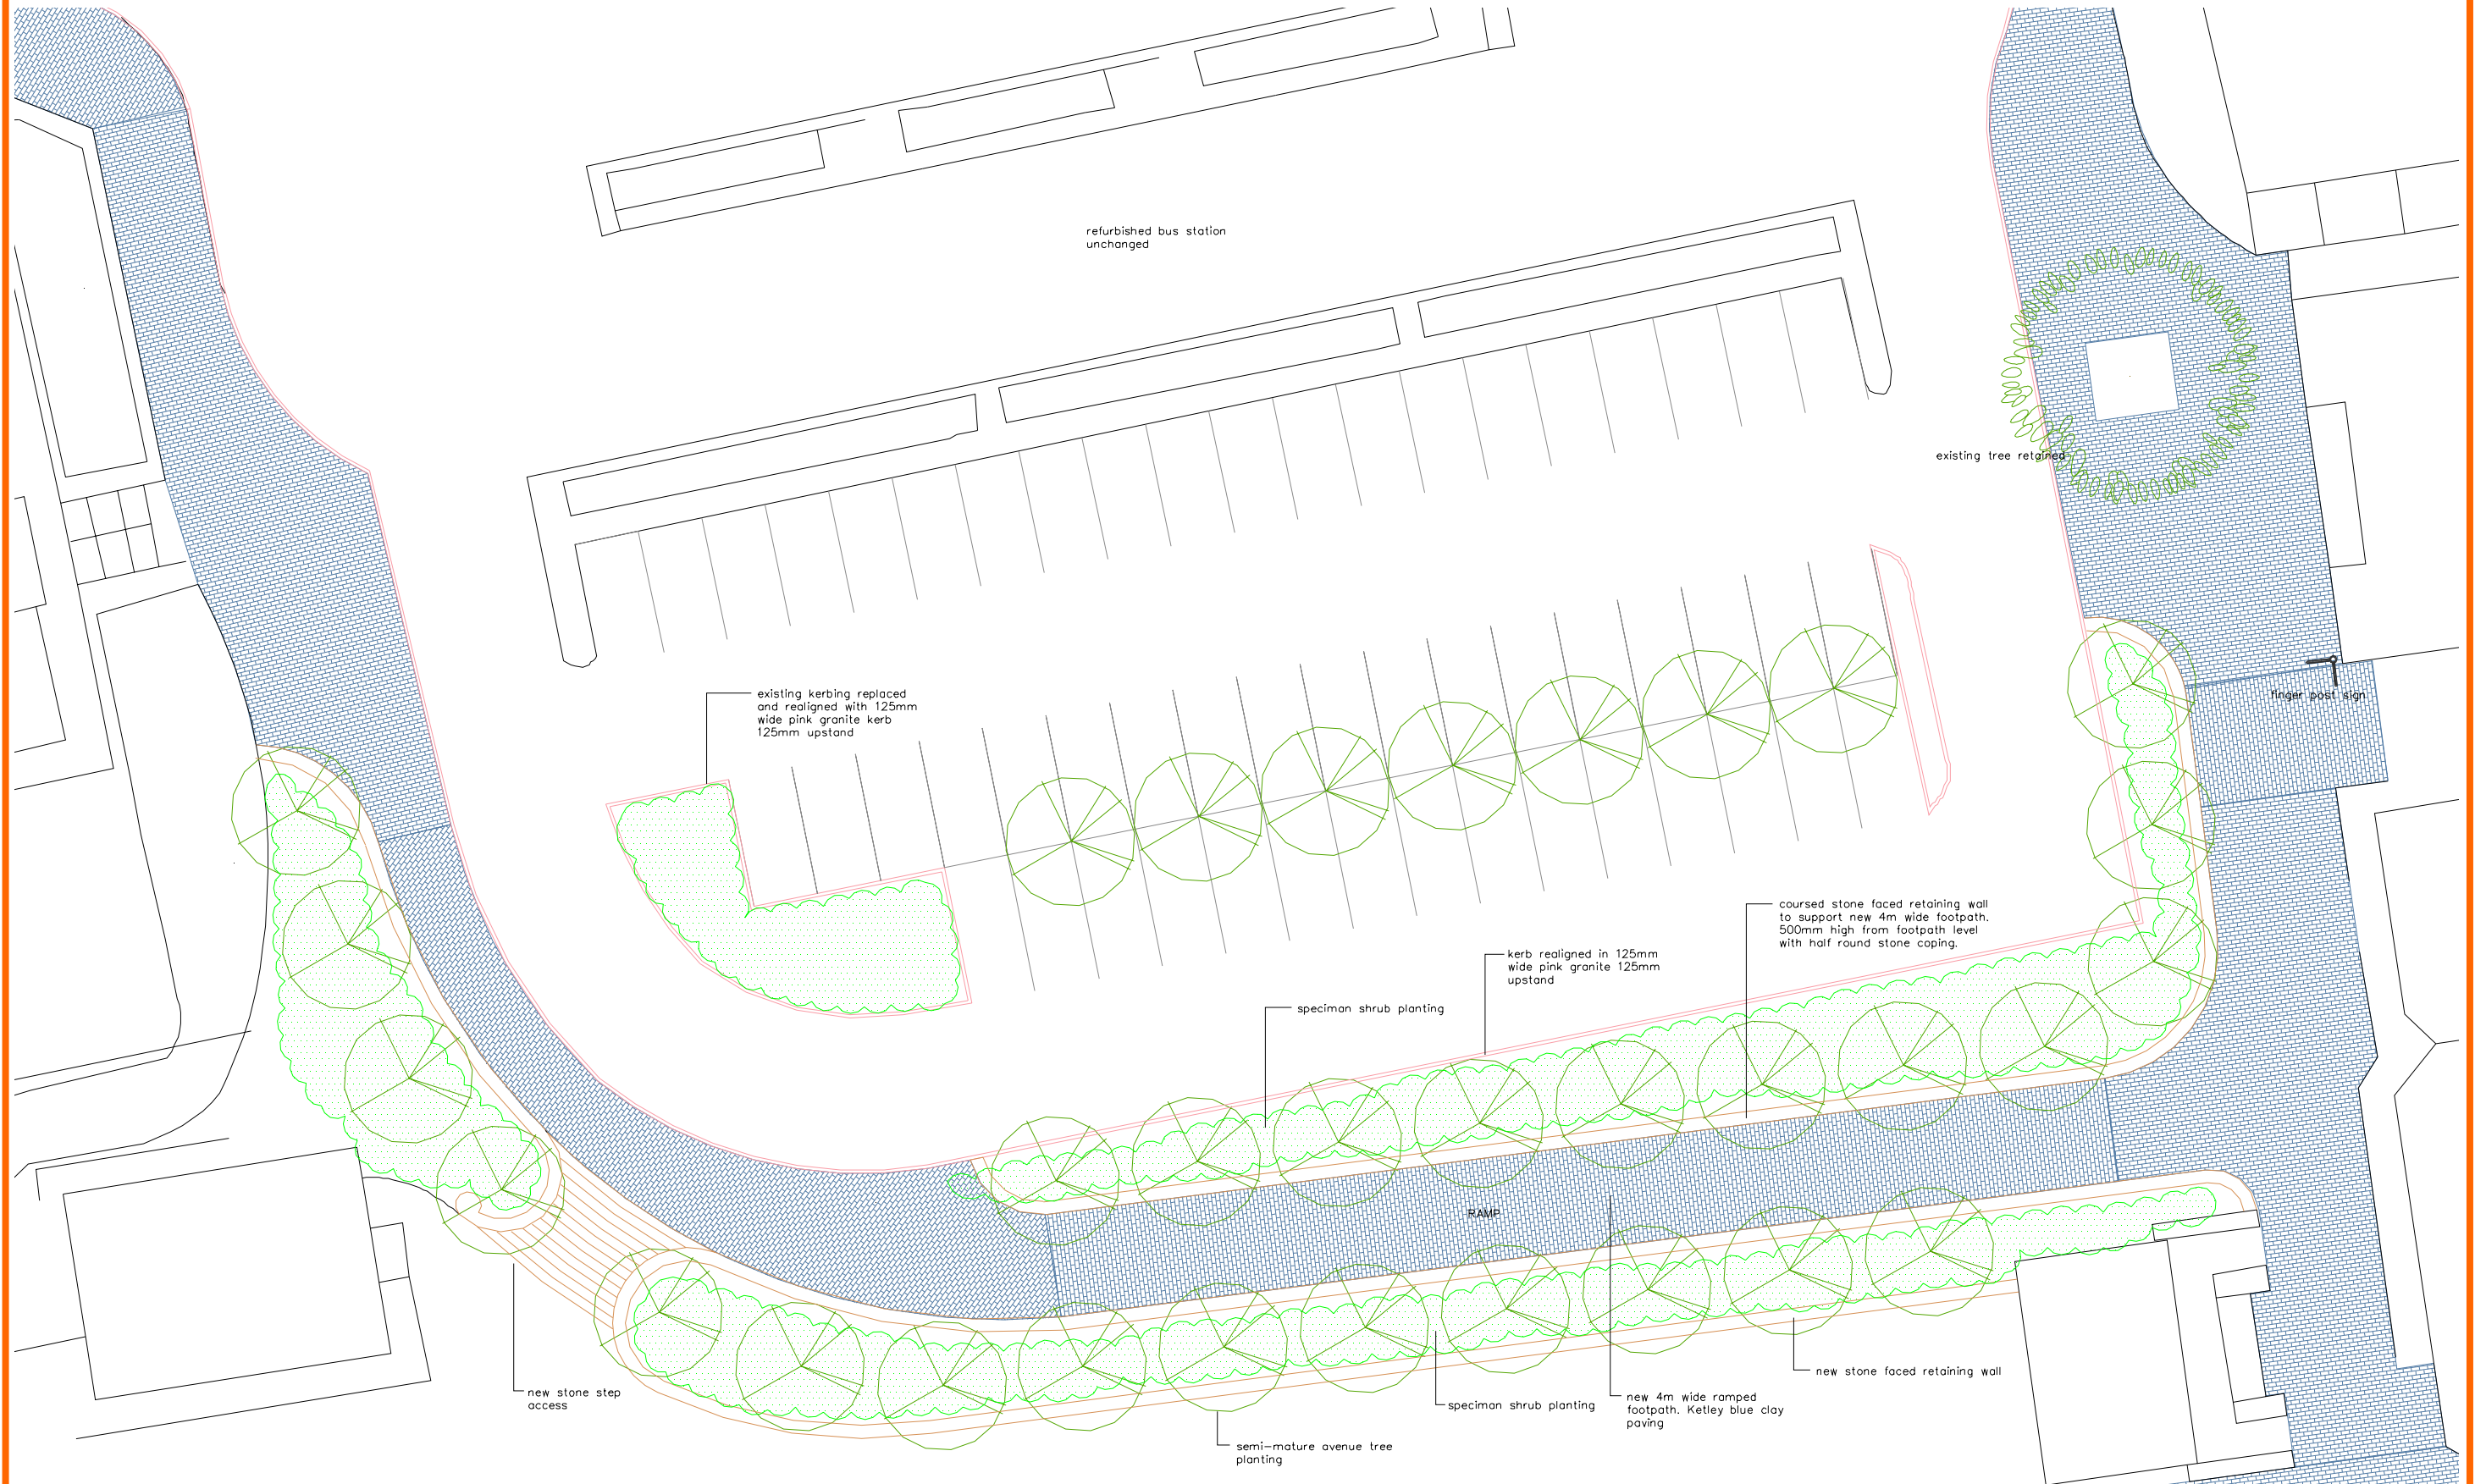 refurbished bus station
unchanged
existing tree retained
finger post sign
existing kerbing replaced
and realigned with 125mm
wide pink granite kerb
125mm upstand
coursed stone faced retaining wall
to support new 4m wide footpath.
500mm high from footpath level
with half round stone coping.
kerb realigned in 125mm
wide pink granite 125mm
upstand
speciman shrub planting
RAMP
new stone step
access
speciman shrub planting
new 4m wide ramped
footpath. Ketley blue clay
paving
new stone faced retaining wall
semi-mature avenue tree
planting